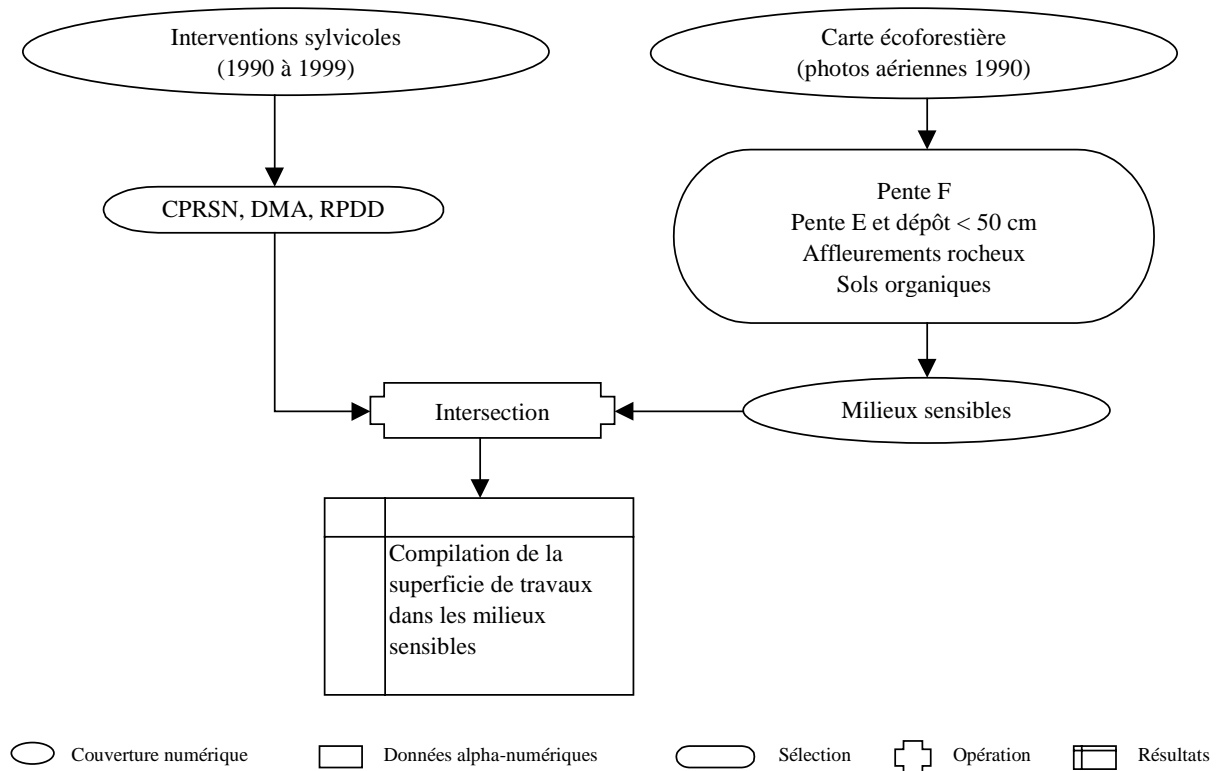 Interventions sylvicoles
(1990 à 1999)
Carte écoforestière
(photos aériennes 1990)
CPRSN, DMA, RPDD
Pente F
Pente E et dépôt < 50 cm
Affleurements rocheux
Sols organiques
Intersection
Milieux sensibles
Compilation de la
superficie de travaux
dans les milieux
sensibles
Couverture numérique
Données alpha-numériques
Sélection
Opération
Résultats